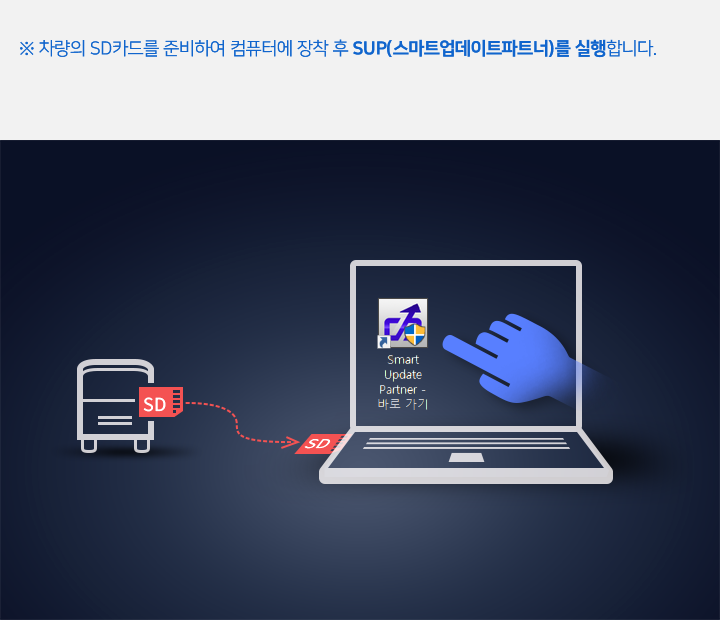 ※ 차량의 SD카드를 준비하여 컴퓨터에 장착 후 SUP(스마트업데이트파트너)를 실행합니다.
Smart
Update
Partner -
바로 가기
SD
SD